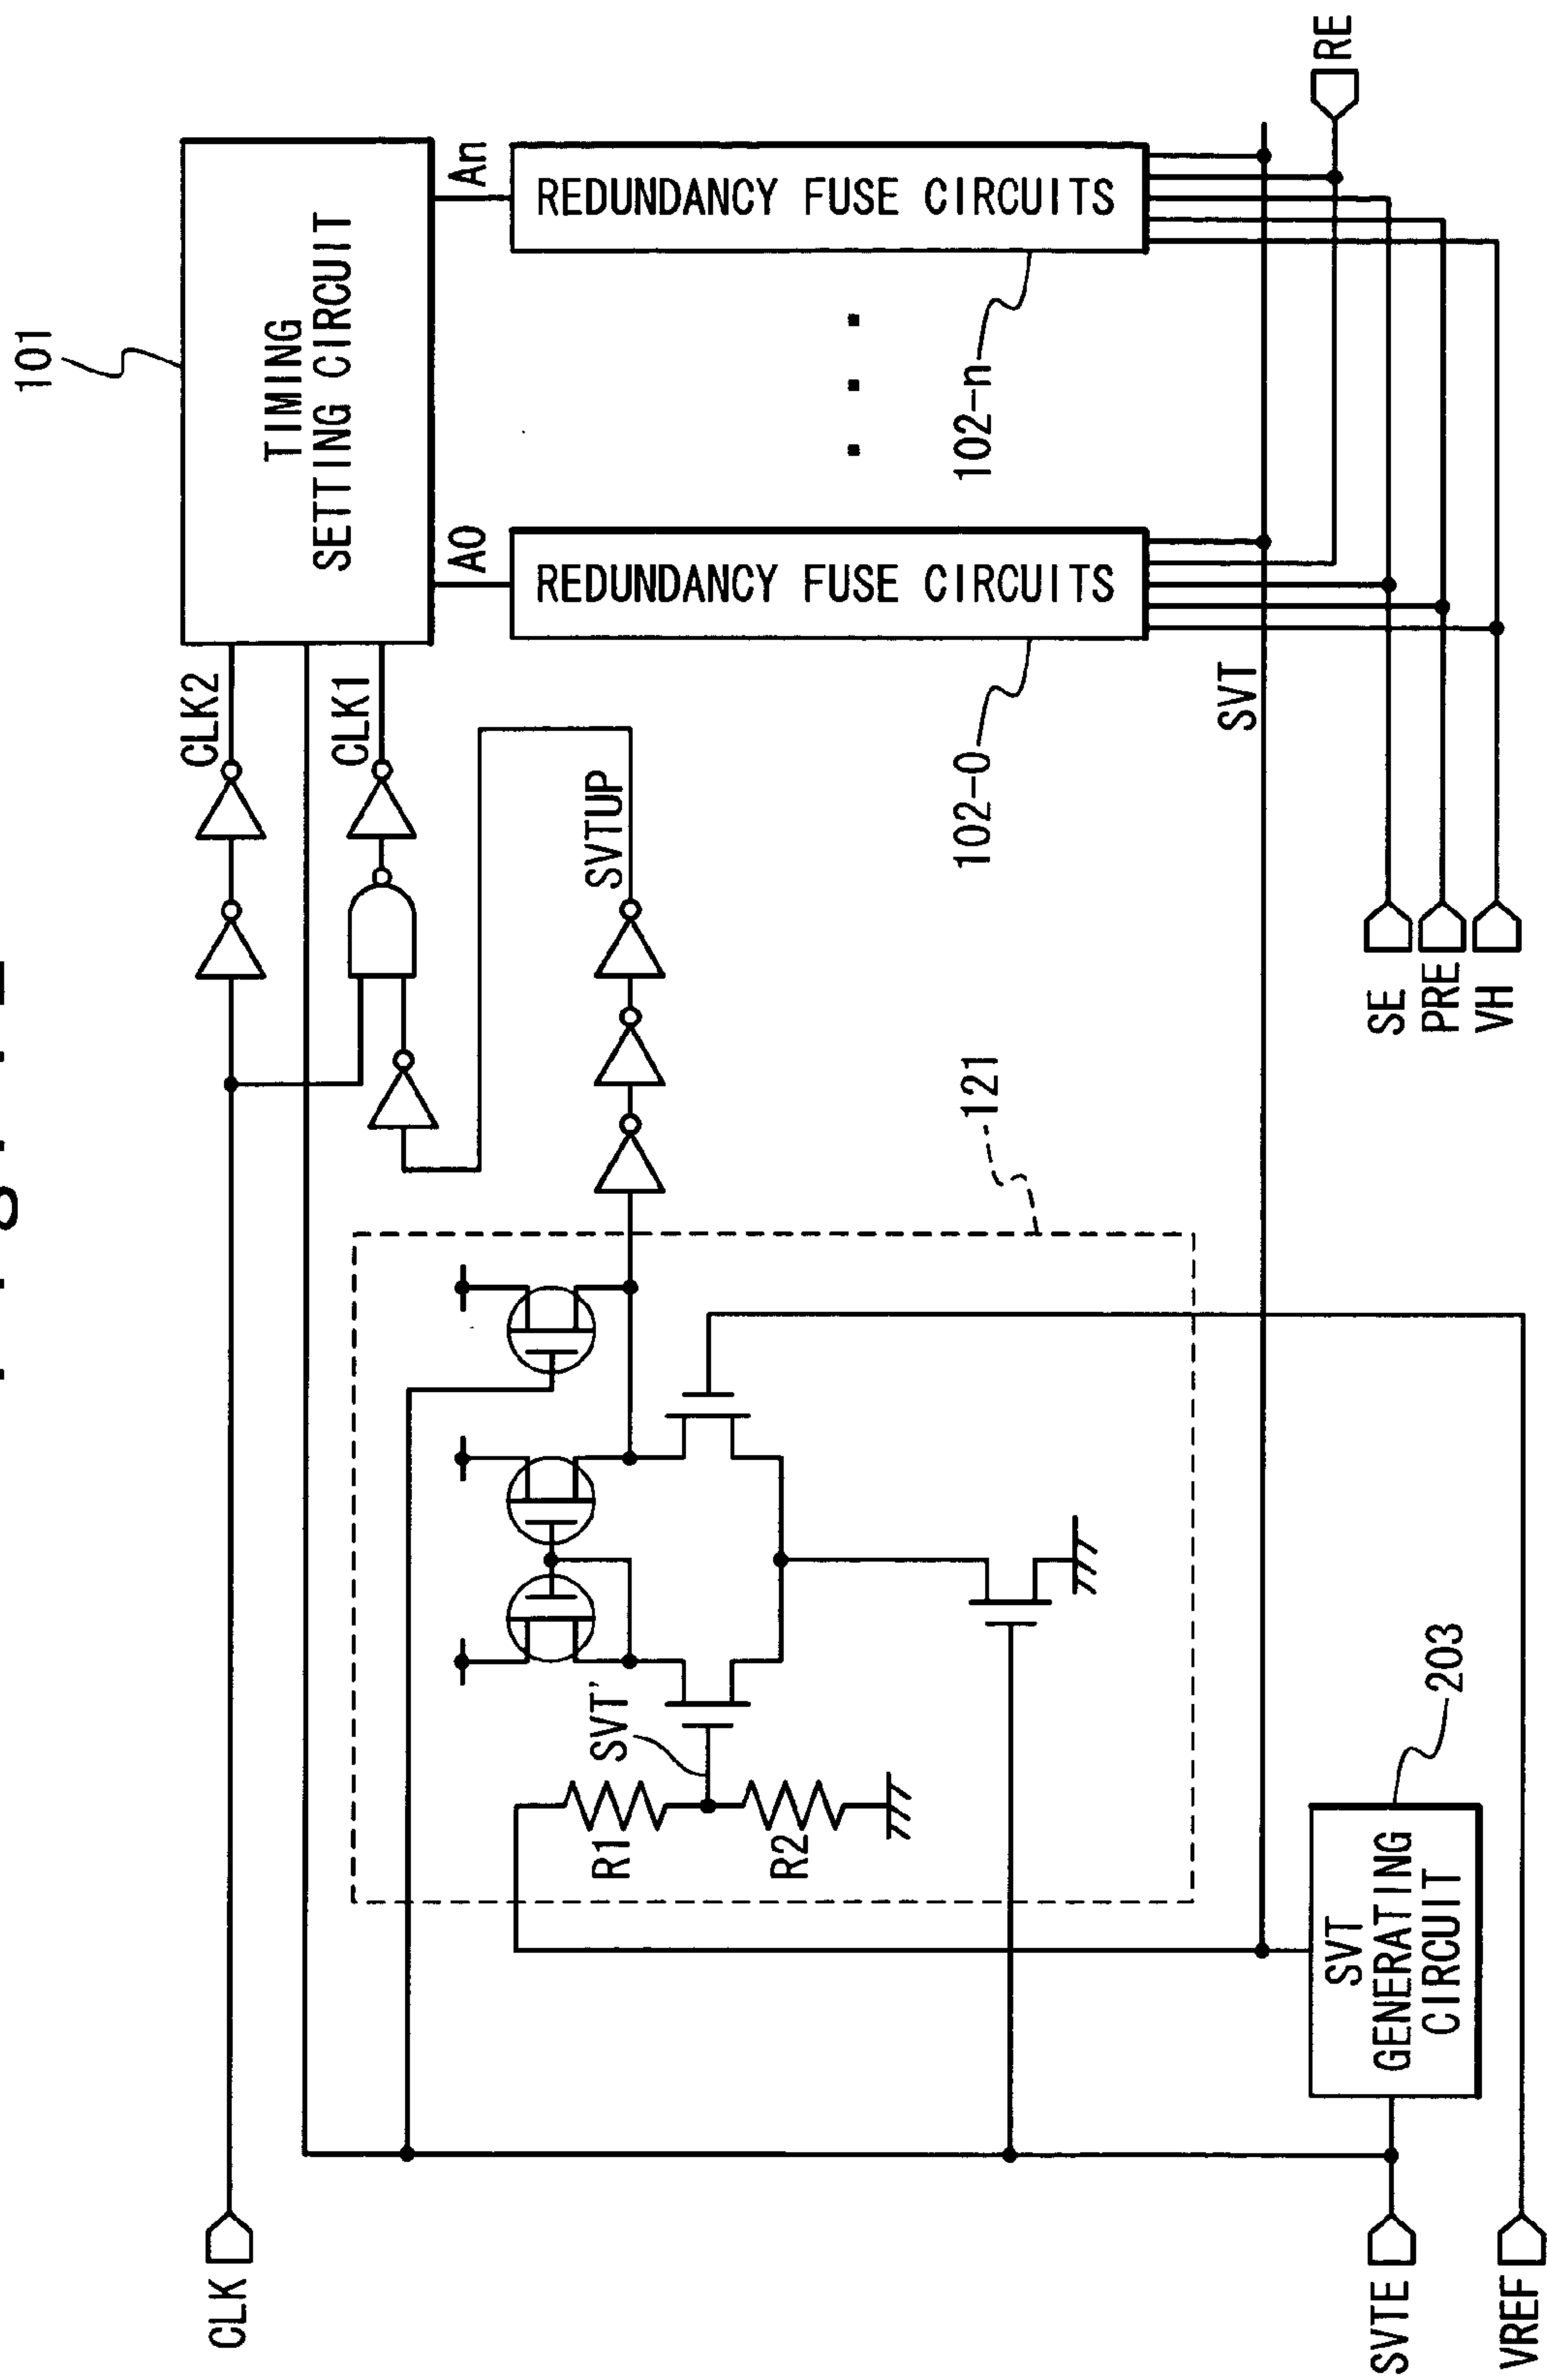 101
TIMING
SETTING CIRCUIT
CLK2
CLK1
A0
An
REDUNDANCY FUSE CIRCUITS
REDUNDANCY FUSE CIRCUITS
102-0
102-n
RE
SVT
SVTUP
SE
PRE
VH
121
SVT'
R1
R2
SVT
GENERATING
CIRCUIT
203
CLK
SVTE
VREF